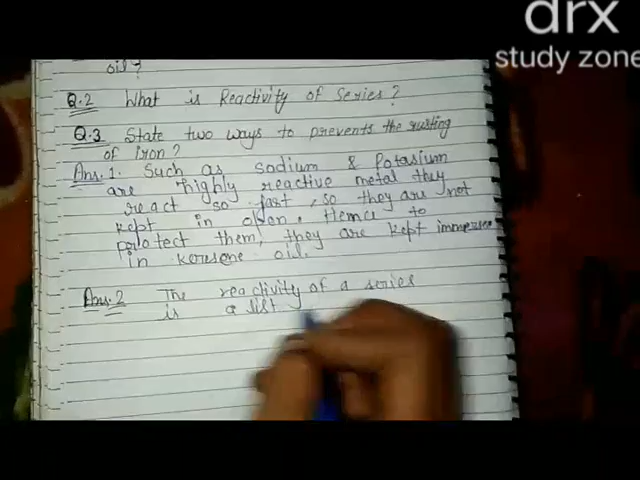 drx
study zone
oil?
Q.2 What is Reactivity of Series?
Q.3 State two ways to prevents the rusting
of iron?
Ans.1. Such as sodium & Potasium
are highly reactive metal they
react so fast, so they are not
kept in open. Hence to
protect them, they are kept immersed
in keresene oil.
Ans.2 The reactivity of a series
is a list